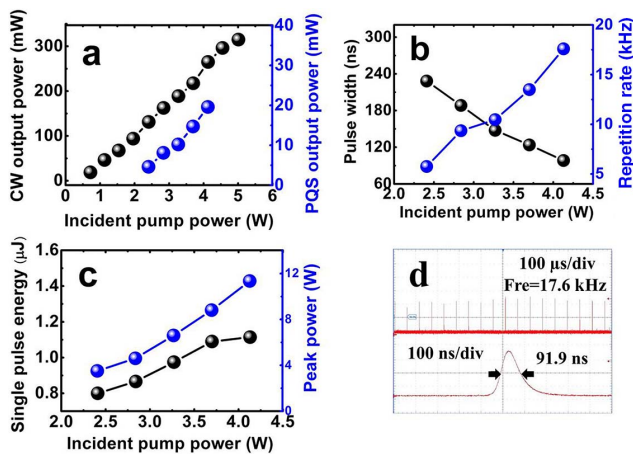 a
CW output power (mW)
300
200
100
0
0 1 2 3 4 5 6
Incident pump power (W)
40
30
20
10
0
PQS output power (mW)
b
Pulse width (ns)
300
240
180
120
60
2.0 2.5 3.0 3.5 4.0 4.5
Incident pump power (W)
20
15
10
5
Repetition rate (kHz)
c
Single pulse energy (μJ)
1.6
1.4
1.2
1.0
0.8
2.0 2.5 3.0 3.5 4.0 4.5
Incident pump power (W)
12
8
4
0
Peak power (W)
d
100 μs/div
Fre=17.6 kHz
100 ns/div
91.9 ns